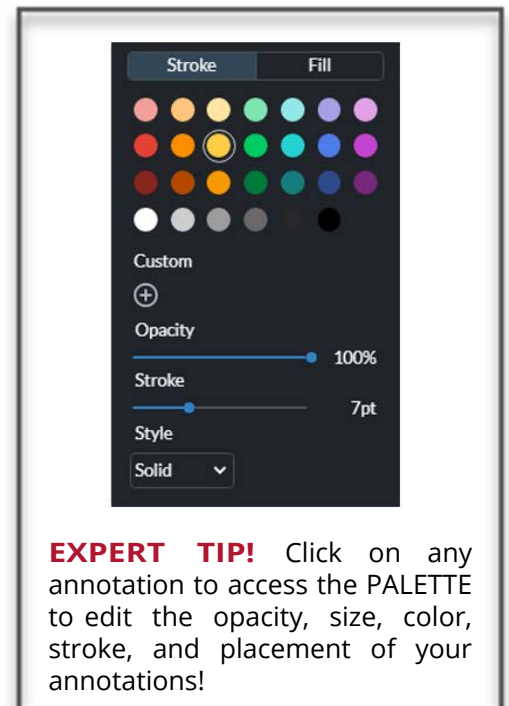 Stroke Fill
Custom
Opacity
100%
Stroke
7pt
Style
Solid
EXPERT TIP! Click on any
annotation to access the PALETTE
to edit the opacity, size, color,
stroke, and placement of your
annotations!